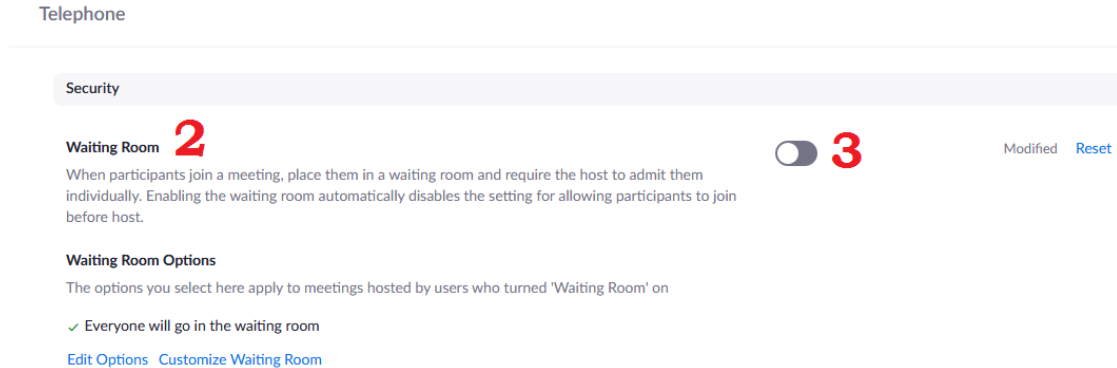 Telephone
Security
Waiting Room 2
3
Modified Reset
When participants join a meeting, place them in a waiting room and require the host to admit them
individually. Enabling the waiting room automatically disables the setting for allowing participants to join
before host.
Waiting Room Options
The options you select here apply to meetings hosted by users who turned 'Waiting Room' on
Everyone will go in the waiting room
Edit Options Customize Waiting Room